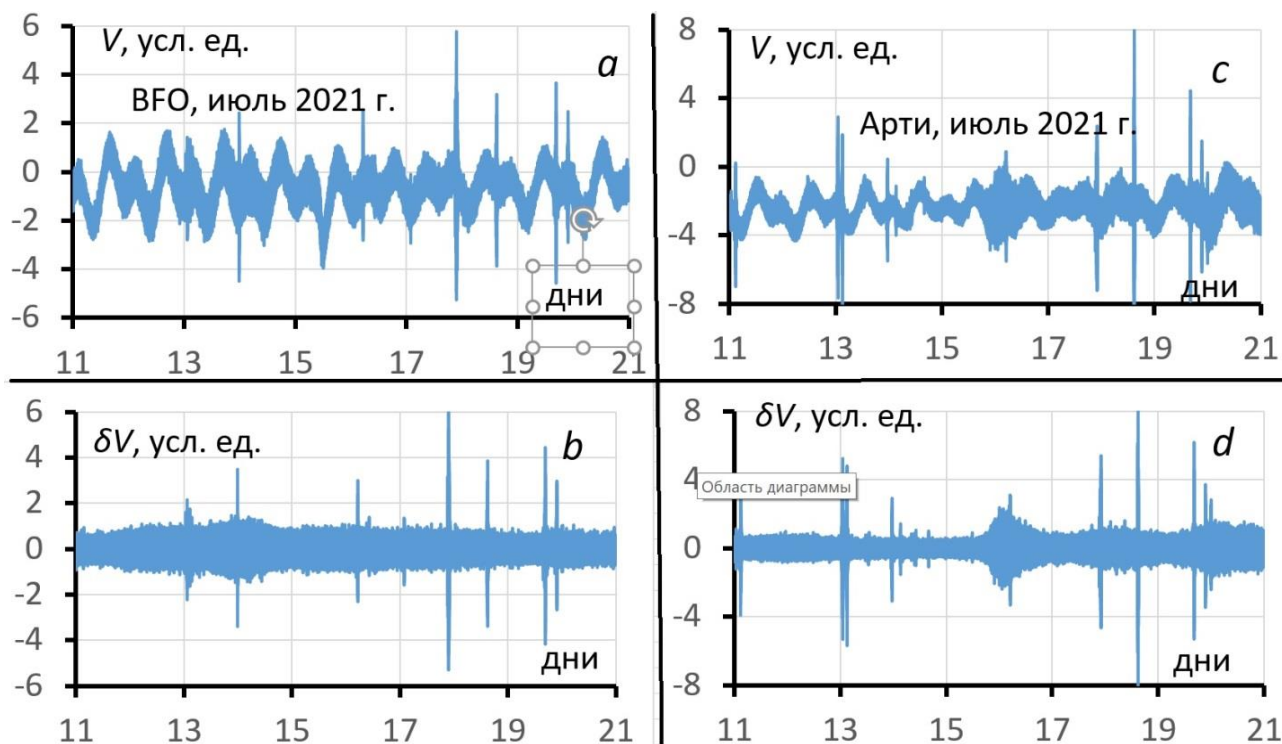 6
4
2
0
-2
-4
-6
V, усл. ед.
a
BFO, июль 2021 г.
дни
11 13 15 17 19 21
8
4
0
-4
-8
V, усл. ед.
c
Арти, июль 2021 г.
дни
11 13 15 17 19 21
6
4
2
0
-2
-4
-6
δV, усл. ед.
b
дни
11 13 15 17 19 21
8
4
0
-4
-8
δV, усл. ед.
d
Область диаграммы
дни
11 13 15 17 19 21